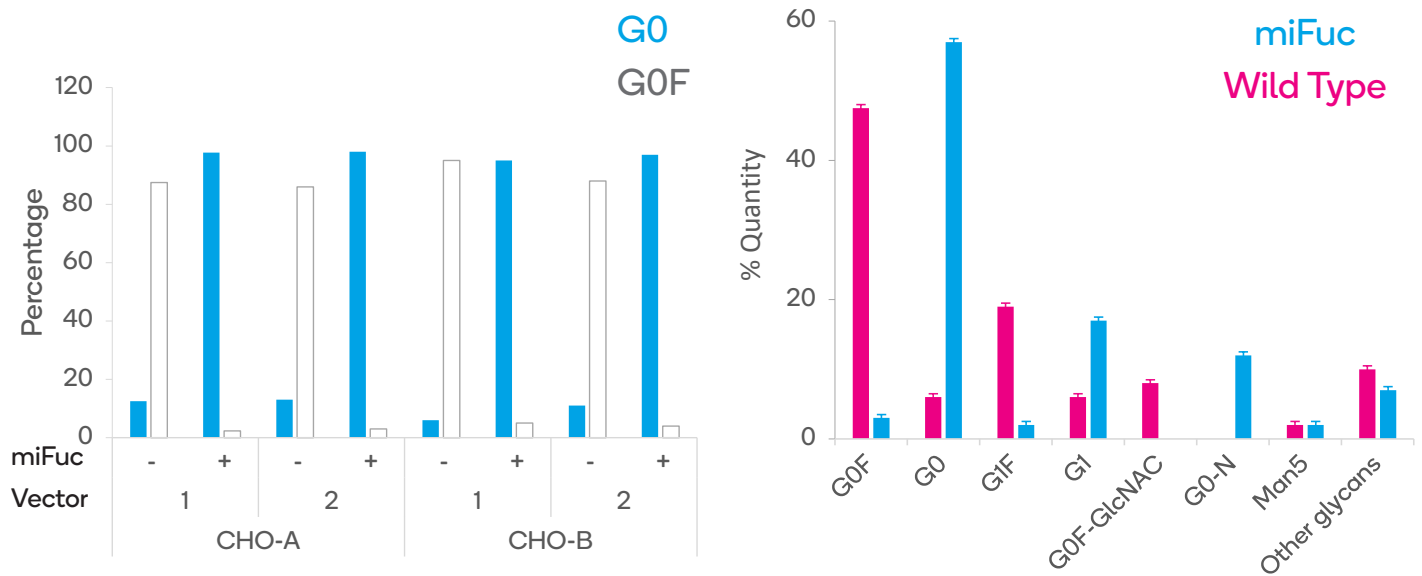 G0
G0F
120
100
80
60
40
20
0
Percentage
miFuc - + - + - + - +
Vector 1 2 1 2
CHO-A CHO-B
miFuc
Wild Type
60
40
20
0
% Quantity
G0F G0 G1F G1 G0F-GlcNAC G0-N Man5 Other glycans